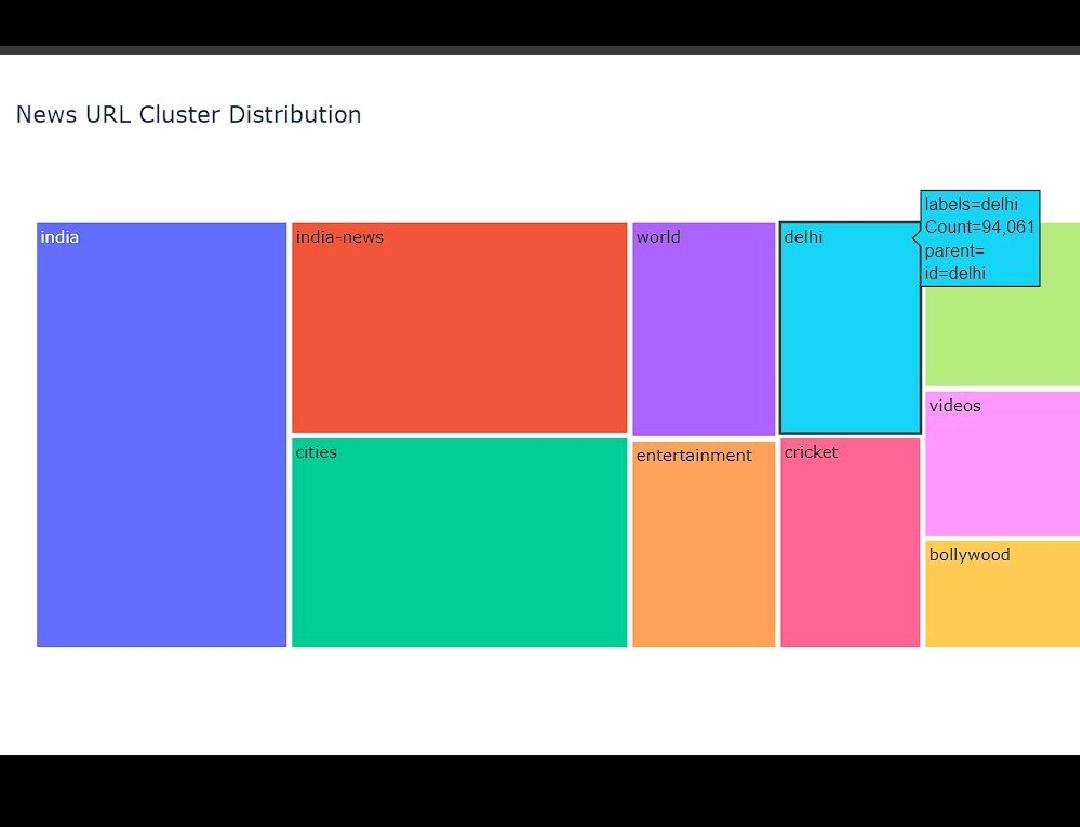 News URL Cluster Distribution
india
india-news
world
delhi
labels=delhi
Count=94,061
parent=
id=delhi
cities
entertainment
cricket
videos
bollywood